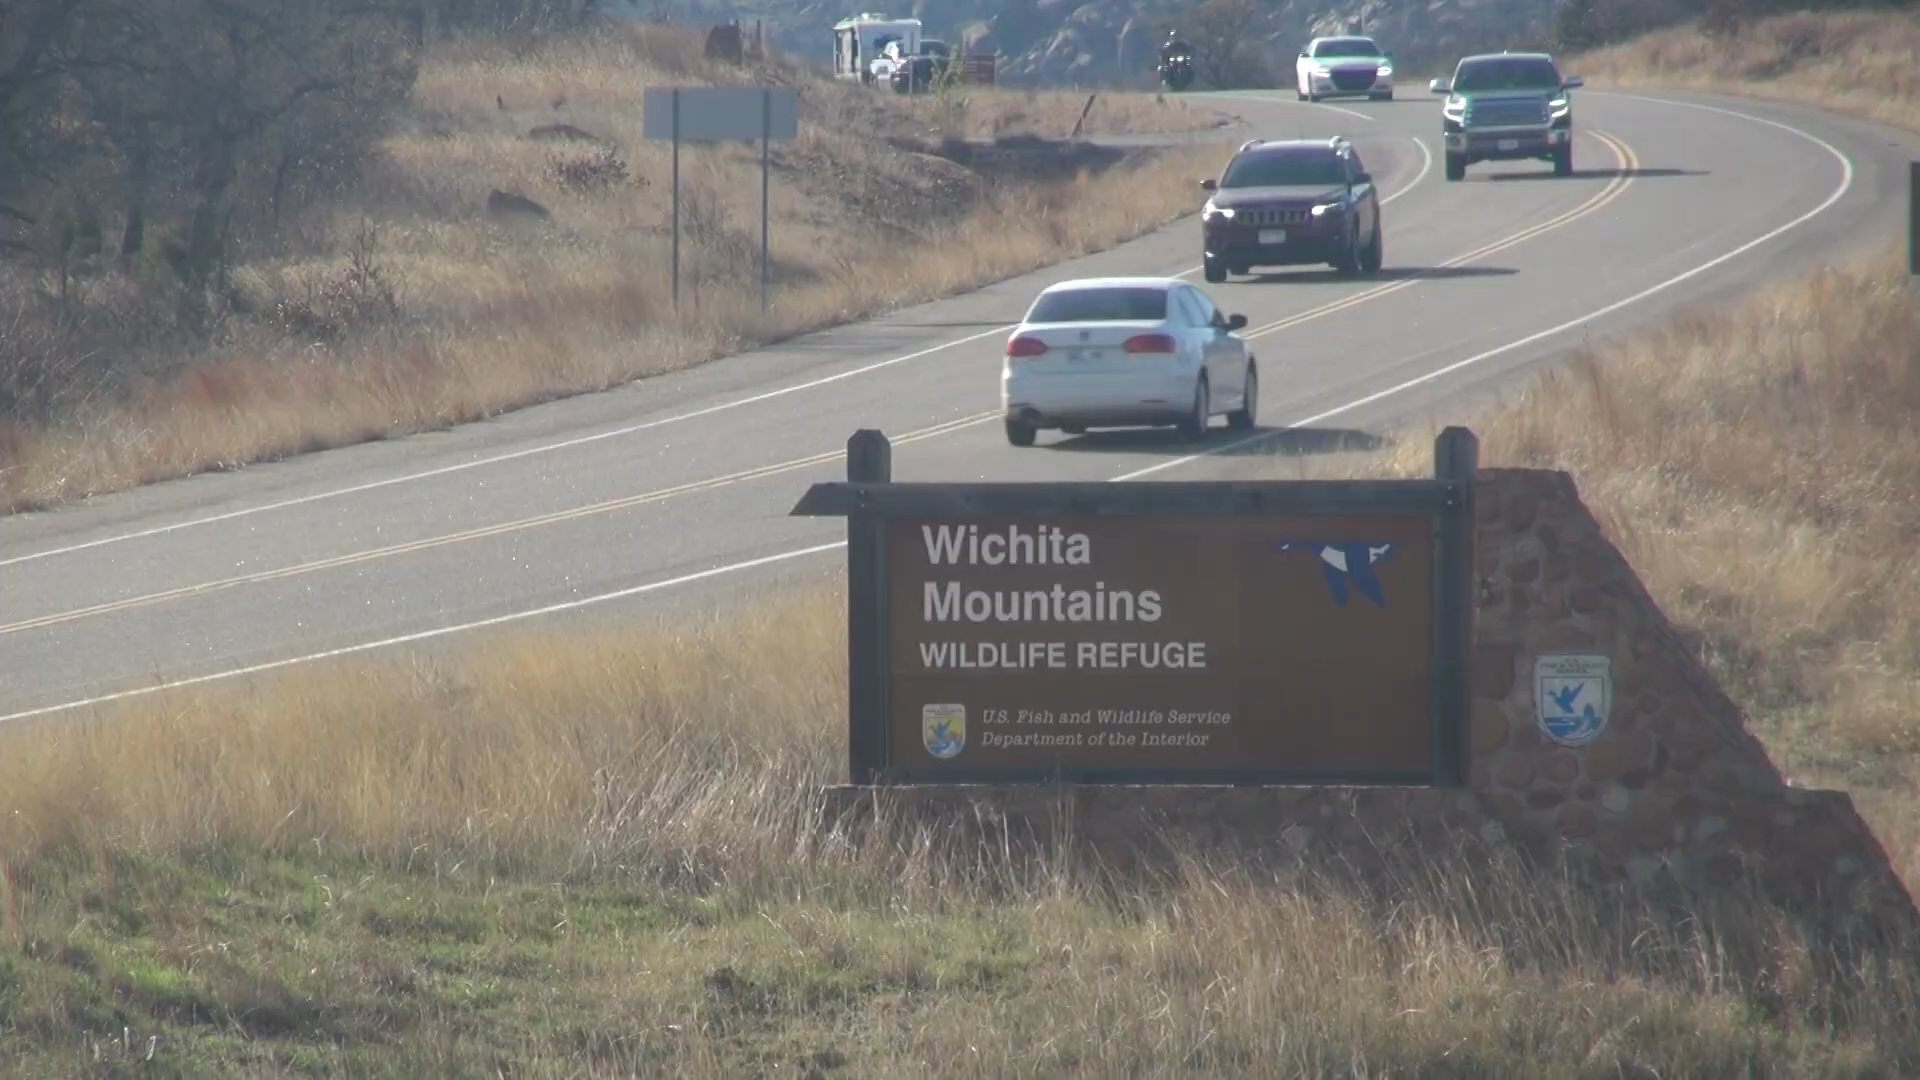 Wichita
Mountains
WILDLIFE REFUGE
U.S. Fish and Wildlife Service
Department of the Interior